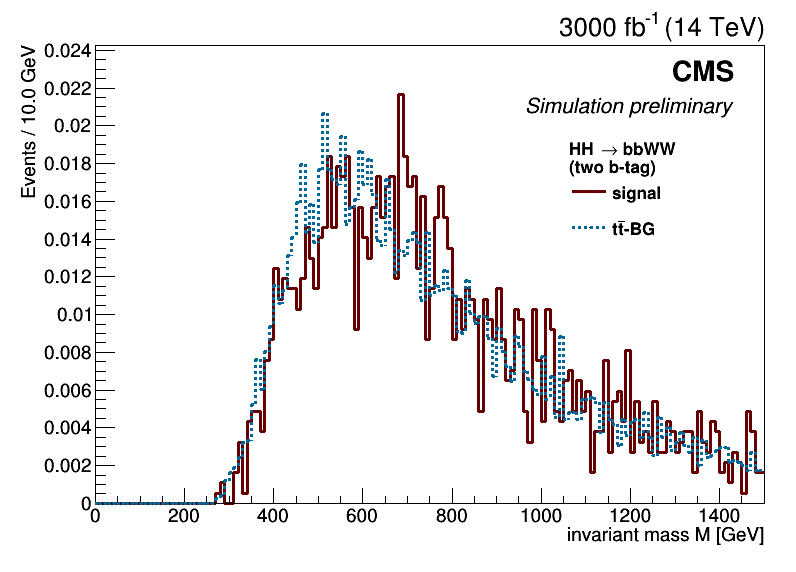 3000 fb⁻¹ (14 TeV)
CMS
Simulation preliminary
HH → bbWW
(two b-tag)
signal
tt̄-BG
Events / 10.0 GeV
0.024
0.022
0.02
0.018
0.016
0.014
0.012
0.01
0.008
0.006
0.004
0.002
0
0 200 400 600 800 1000 1200 1400
invariant mass M [GeV]